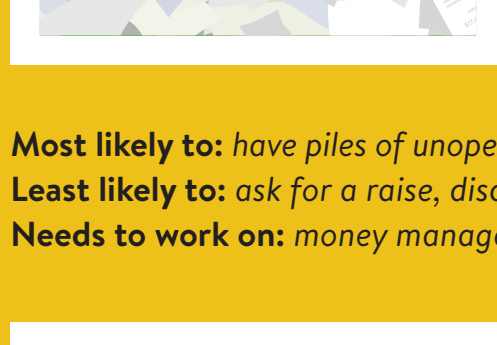 Most likely to: have piles of unope
Least likely to: ask for a raise, disc
Needs to work on: money manage